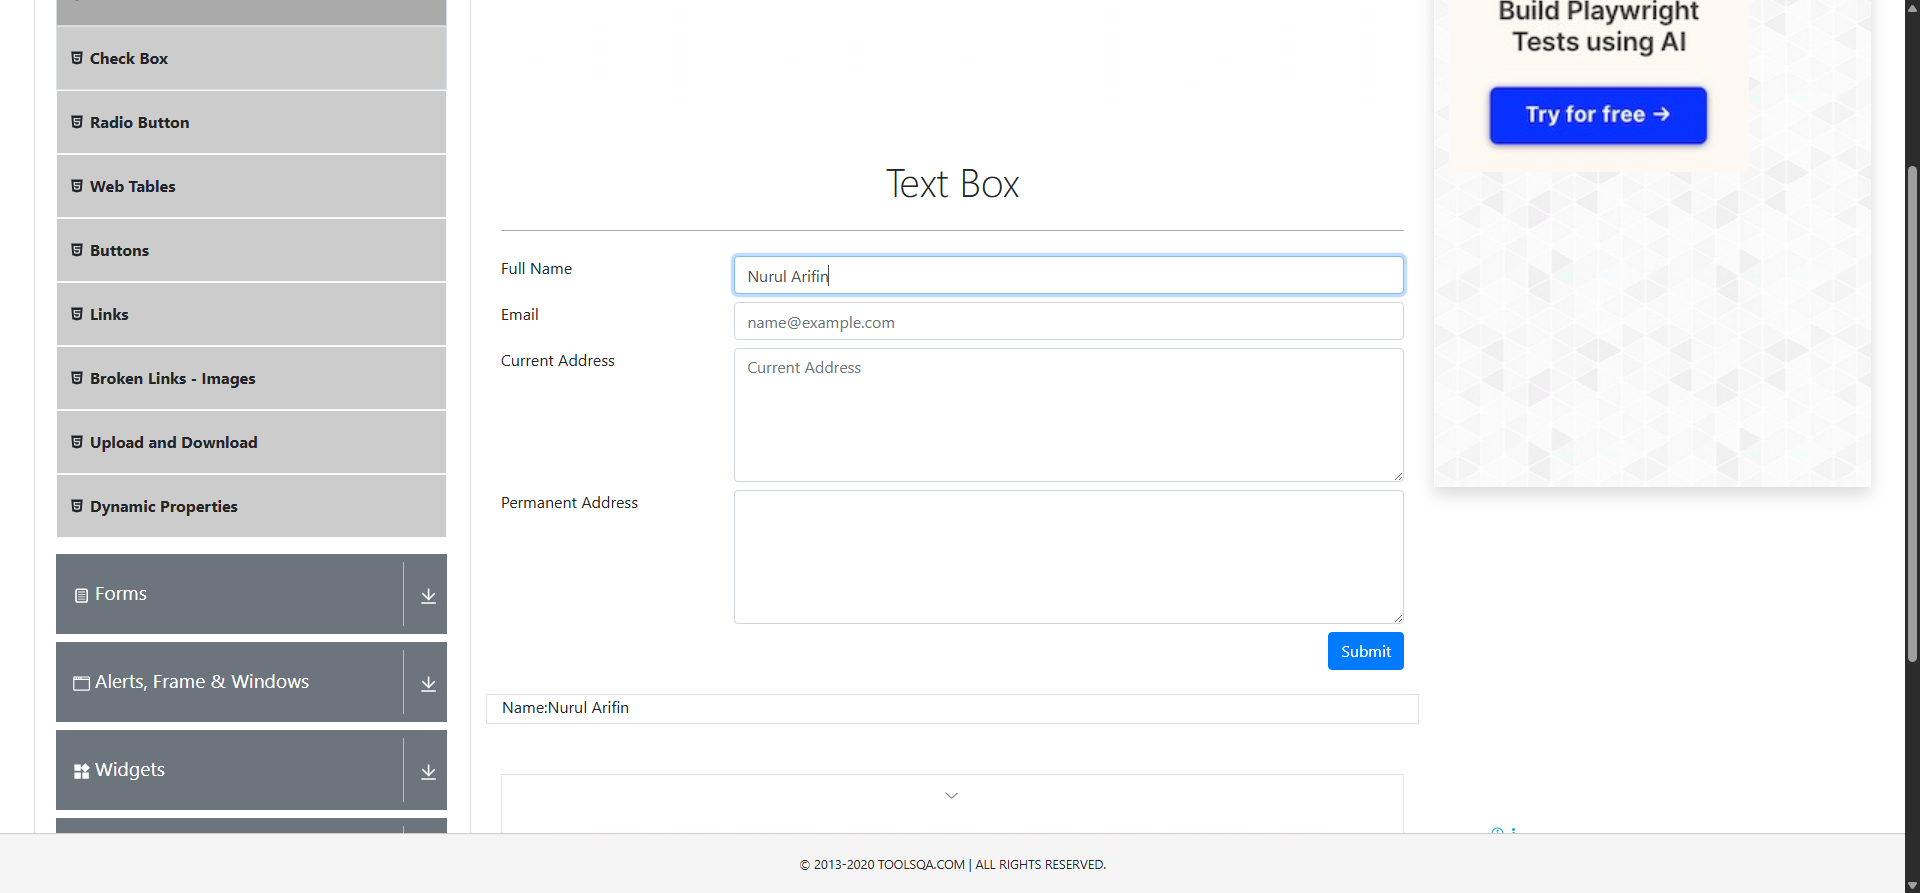 Check Box
Radio Button
Web Tables
Buttons
Links
Broken Links - Images
Upload and Download
Dynamic Properties
Forms
Alerts, Frame & Windows
Widgets
Text Box
Full Name
Nurul Arifin
Email
name@example.com
Current Address
Current Address
Permanent Address
Submit
Name:Nurul Arifin
Build Playwright
Tests using AI
Try for free →
© 2013-2020 TOOLSQA.COM | ALL RIGHTS RESERVED.